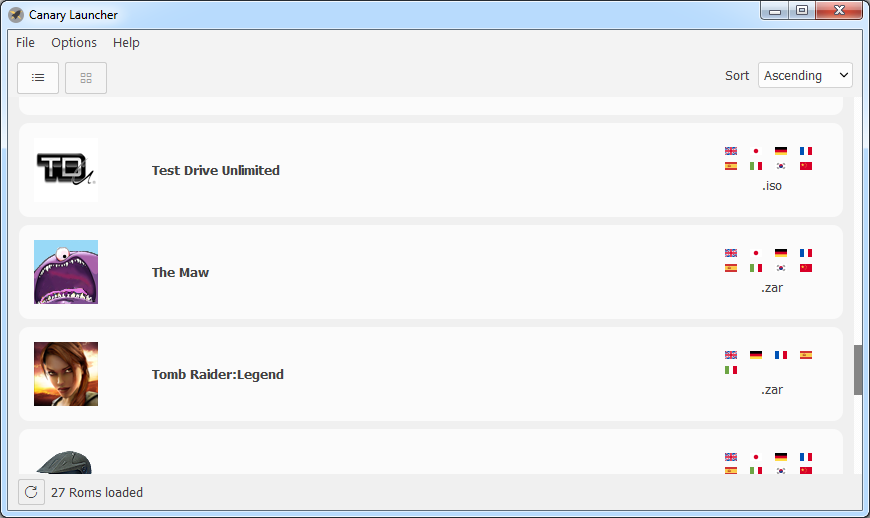 Canary Launcher
File Options Help
Sort Ascending
TDU
Test Drive Unlimited
.iso
The Maw
.zar
Tomb Raider:Legend
.zar
27 Roms loaded